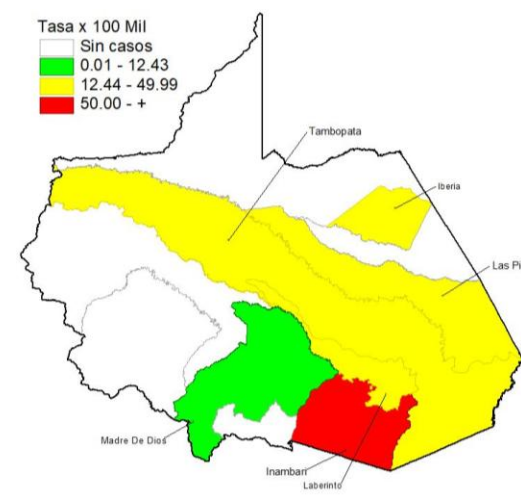 Tasa x 100 Mil
Sin casos
0.01 - 12.43
12.44 - 49.99
50.00 - +
Tambopata
Iberia
Las Pi
Madre De Dios
Inambari
Laberinto